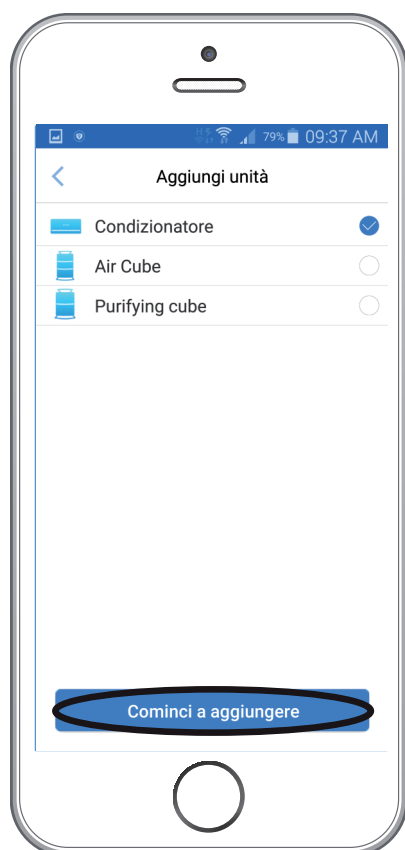 79% 09:37 AM
Aggiungi unità
Condizionatore
Air Cube
Purifying cube
Cominci a aggiungere